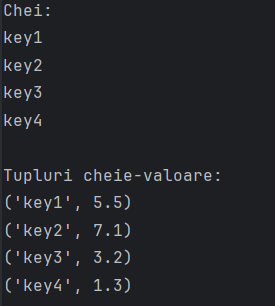 Chei:
key1
key2
key3
key4

Tupluri cheie-valoare:
('key1', 5.5)
('key2', 7.1)
('key3', 3.2)
('key4', 1.3)